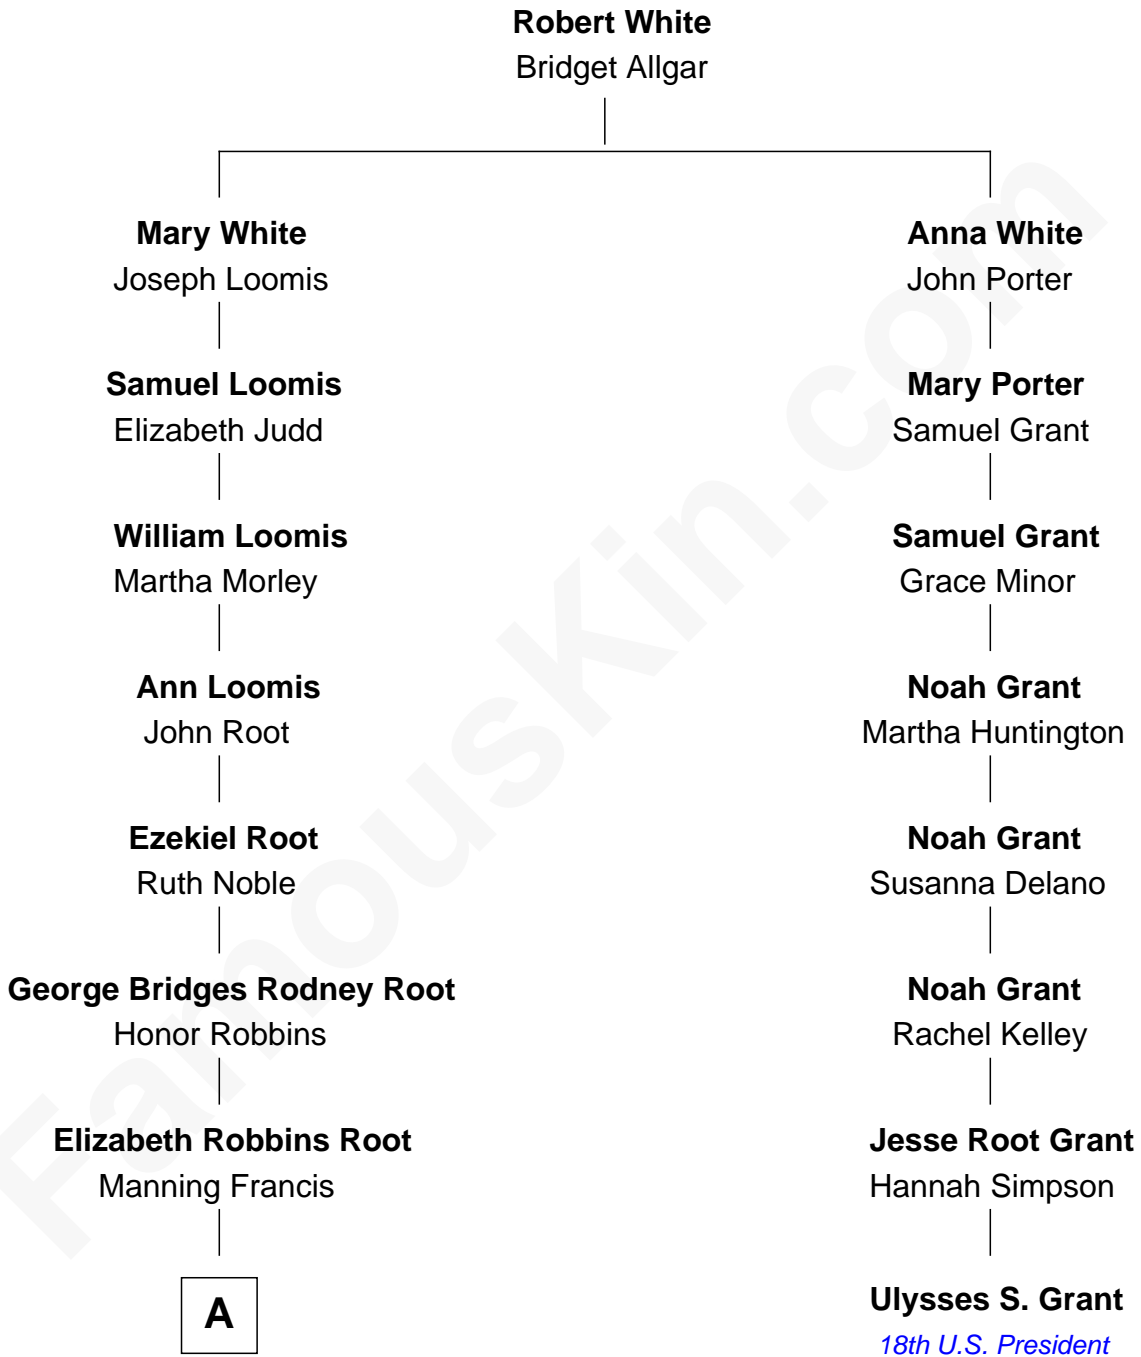 Robert White
Bridget Allgar
Mary White
Anna White
Joseph Loomis
John Porter
Samuel Loomis
Mary Porter
Elizabeth Judd
Samuel Grant
William Loomis
Samuel Grant
Martha Morley
Grace Minor
Ann Loomis
Noah Grant
John Root
Martha Huntington
Ezekiel Root
Noah Grant
Ruth Noble
Susanna Delano
George Bridges Rodney Root
Noah Grant
Honor Robbins
Rachel Kelley
Elizabeth Robbins Root
Jesse Root Grant
Manning Francis
Hannah Simpson
A
Ulysses S. Grant
18th U.S. President
FamousKin.com